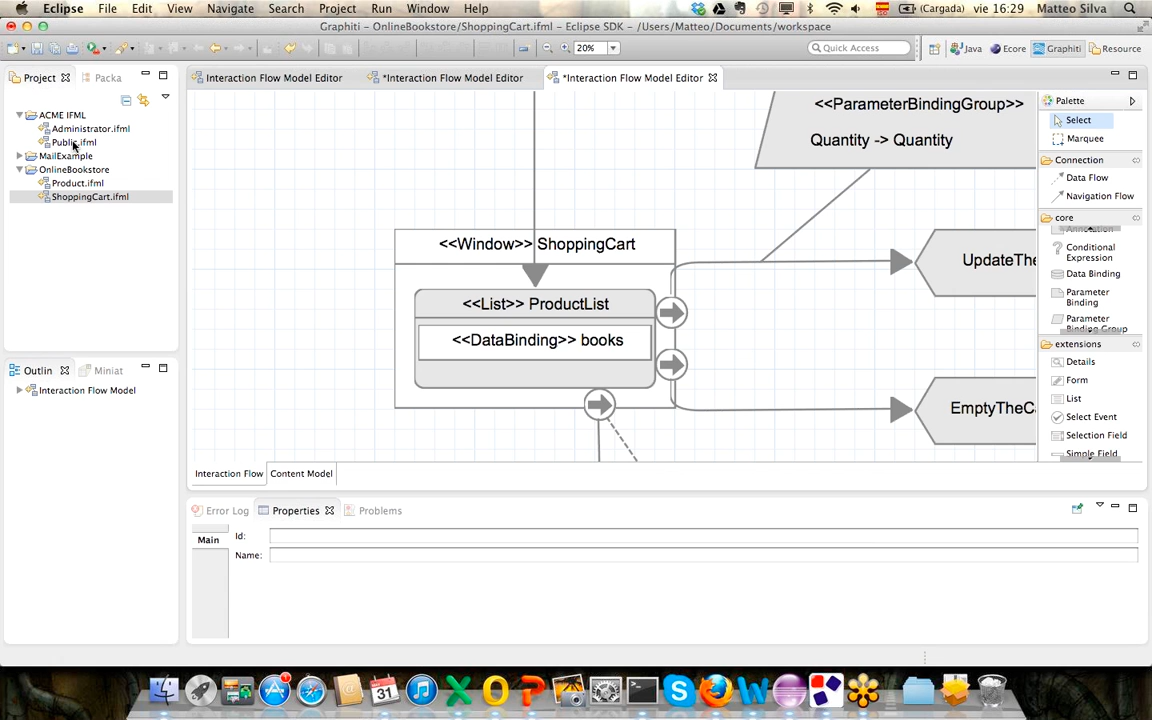 Eclipse File Edit View Navigate Search Project Run Window Help (Cargada) vie 16:29 Matteo Silva
Graphiti – OnlineBookstore/ShoppingCart.ifml – Eclipse SDK – /Users/Matteo/Documents/workspace
20% Quick Access Java Ecore Graphiti Resource
Project Packa
Interaction Flow Model Editor *Interaction Flow Model Editor *Interaction Flow Model Editor
ACME IFML
Administrator.ifml
Public.ifml
MailExample
OnlineBookstore
Product.ifml
ShoppingCart.ifml
Outlin Miniat
Interaction Flow Model
<<ParameterBindingGroup>>
Quantity -> Quantity
<<Window>> ShoppingCart
<<List>> ProductList
<<DataBinding>> books
UpdateThe
EmptyTheCa
Palette
Select
Marquee
Connection
Data Flow
Navigation Flow
core
Annotation
Conditional
Expression
Data Binding
Parameter
Binding
Parameter
Binding Group
extensions
Details
Form
List
Select Event
Selection Field
Simple Field
Interaction Flow Content Model
Error Log Properties Problems
Main
Id:
Name:
31